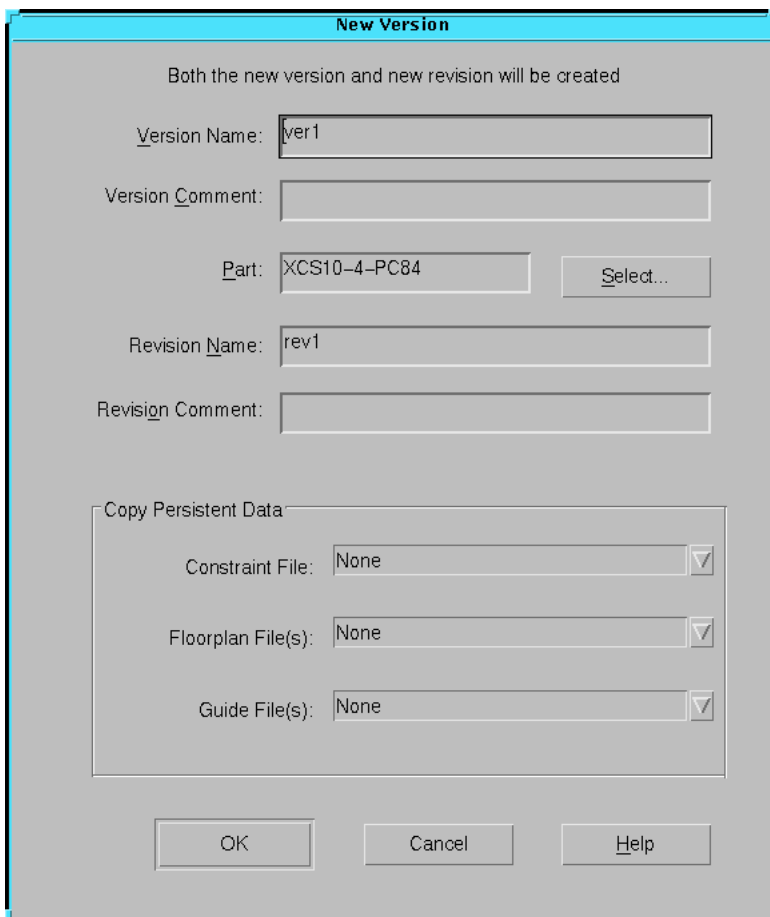 New Version
Both the new version and new revision will be created
Version Name: ver1
Version Comment:
Part: XCS10-4-PC84 Select...
Revision Name: rev1
Revision Comment:
Copy Persistent Data
Constraint File: None
Floorplan File(s): None
Guide File(s): None
OK Cancel Help